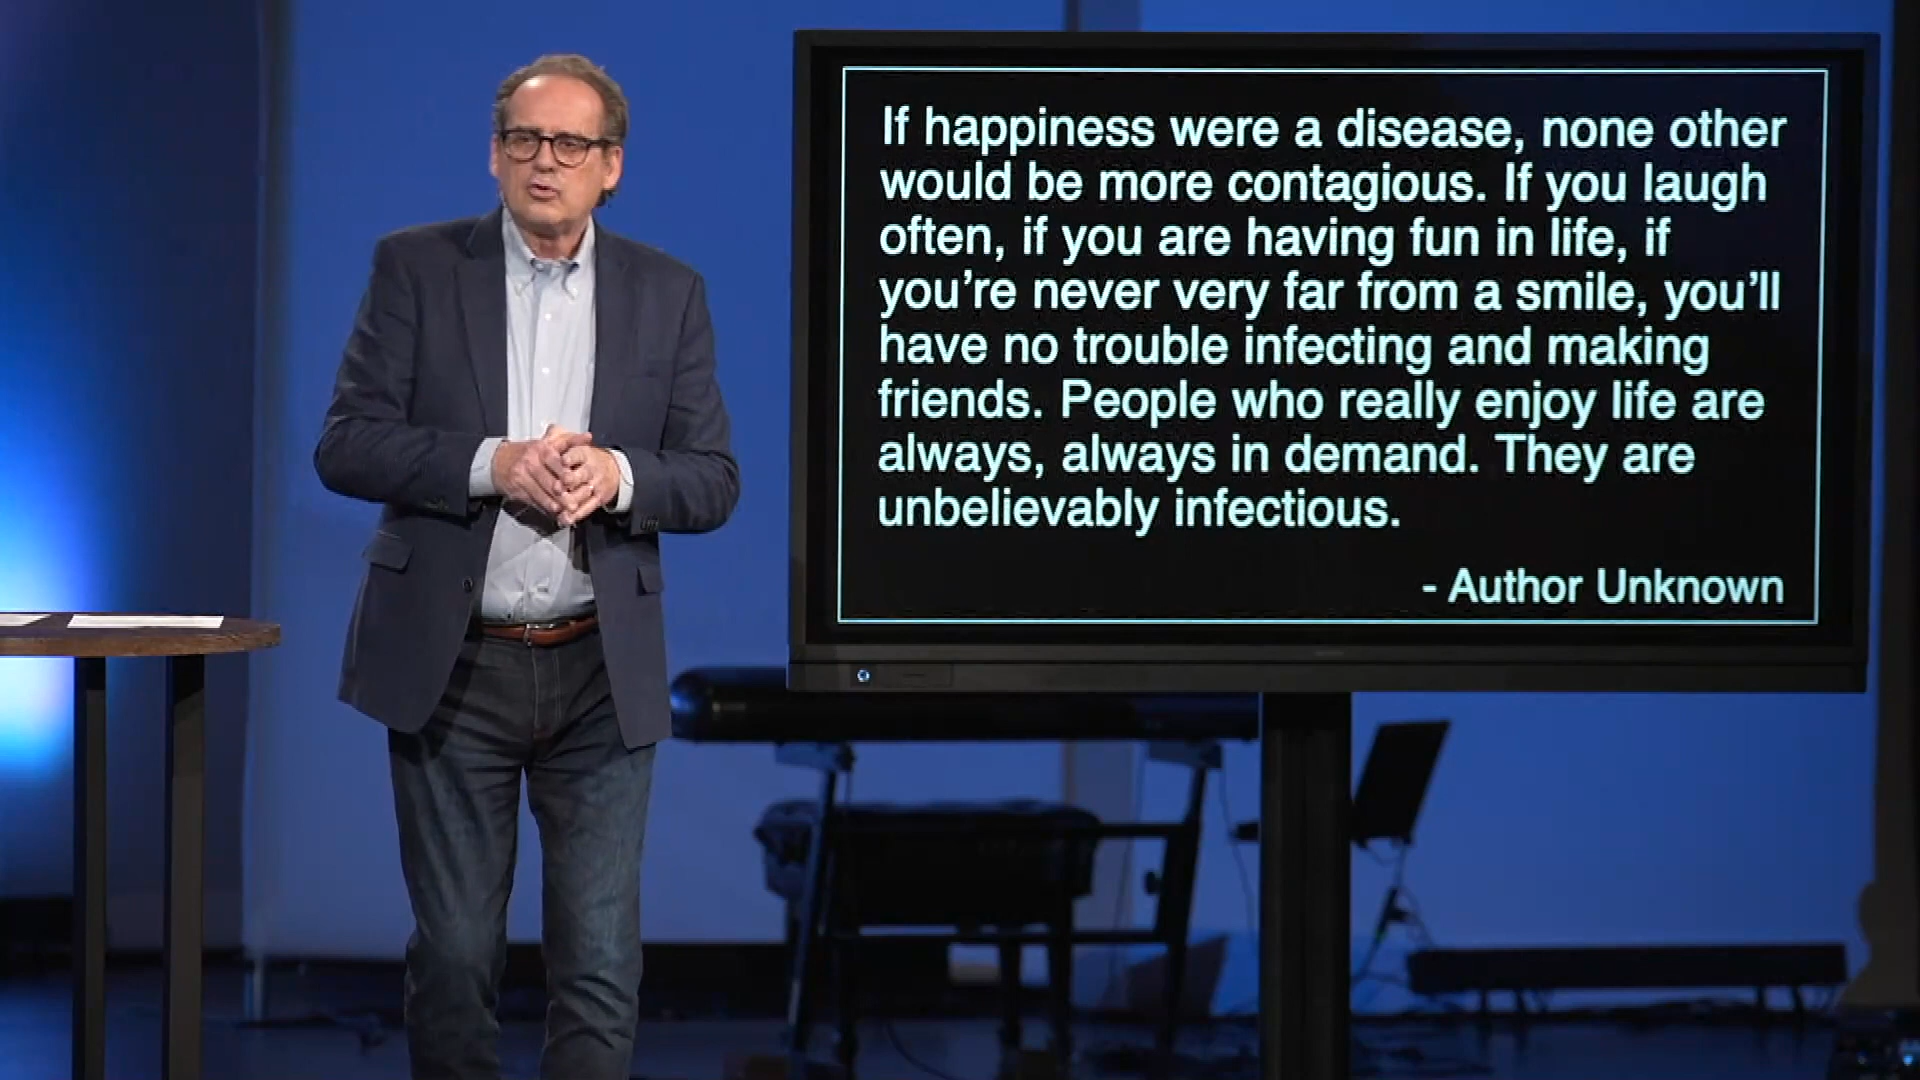 If happiness were a disease, none other
would be more contagious. If you laugh
often, if you are having fun in life, if
you’re never very far from a smile, you’ll
have no trouble infecting and making
friends. People who really enjoy life are
always, always in demand. They are
unbelievably infectious.
- Author Unknown